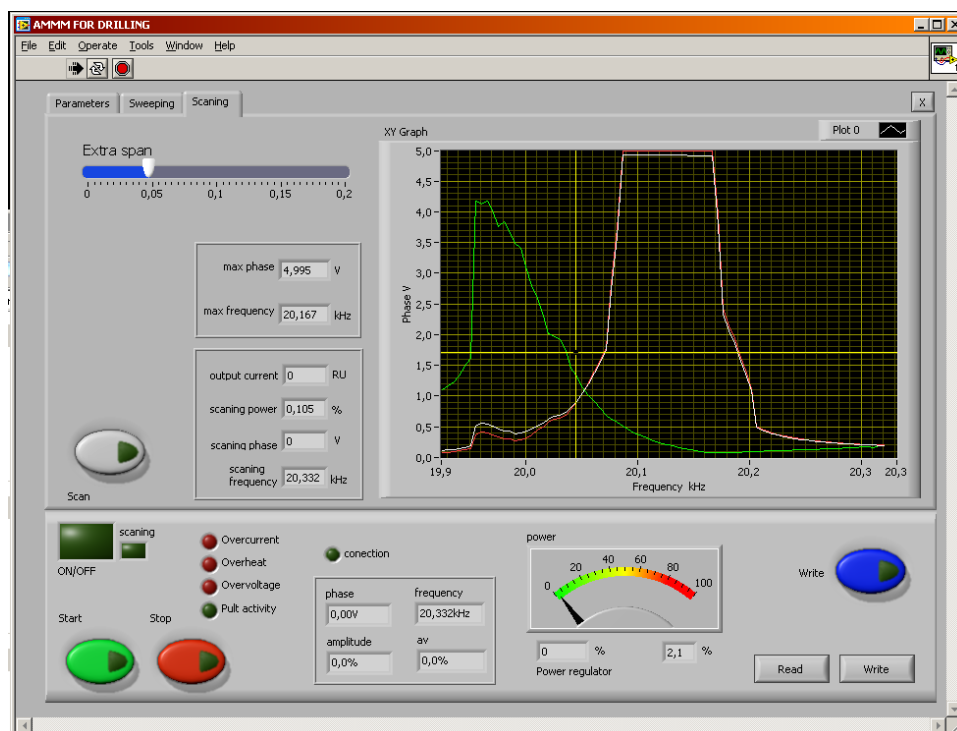 AMMM FOR DRILLING
File Edit Operate Tools Window Help
Parameters Sweeping Scaning
X
Extra span
0 0,05 0,1 0,15 0,2
max phase 4,995 V
max frequency 20,167 kHz
output current 0 RU
scaning power 0,105 %
scaning phase 0 V
scaning
frequency 20,332 kHz
Scan
XY Graph
Plot 0
5,0
4,5
4,0
3,5
3,0
2,5
2,0
1,5
1,0
0,5
0,0
Phase V
19,9 20,0 20,1 20,2 20,3 20,3
Frequency kHz
scaning
ON/OFF
Start Stop
Overcurrent
Overheat
Overvoltage
Pult activity
conection
phase frequency
0,00V 20,332kHz
amplitude av
0,0% 0,0%
power
0 20 40 60 80 100
0 % 2,1 %
Power regulator
Write
Read Write